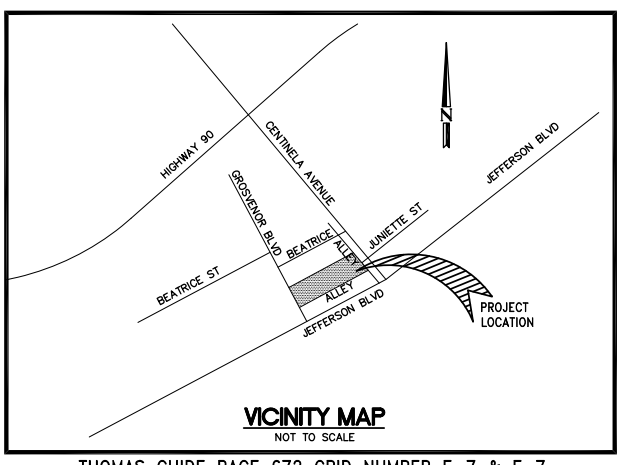 HIGHWAY 90
CENTINELA AVENUE
GROSVENOR BLVD
N
JEFFERSON BLVD
JUNIETTE ST
BEATRICE
ALLEY
BEATRICE ST
ALLEY
JEFFERSON BLVD
PROJECT
LOCATION
VICINITY MAP
NOT TO SCALE